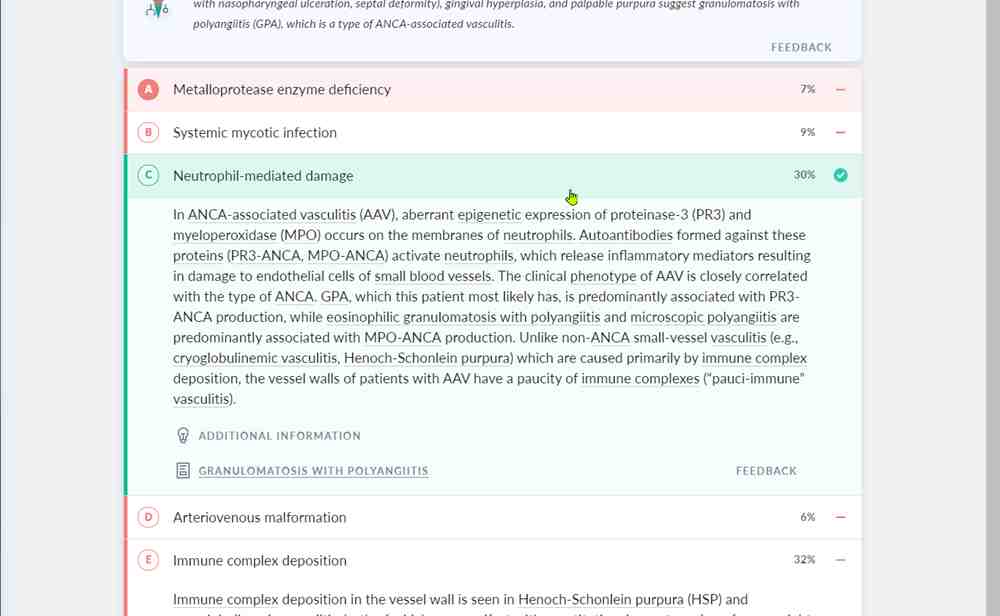 with nasopharyngeal ulceration, septal deformity), gingival hyperplasia, and palpable purpura suggest granulomatosis with
polyangiitis (GPA), which is a type of ANCA-associated vasculitis.
FEEDBACK
A Metalloprotease enzyme deficiency 7%
B Systemic mycotic infection 9%
C Neutrophil-mediated damage 30%
In ANCA-associated vasculitis (AAV), aberrant epigenetic expression of proteinase-3 (PR3) and
myeloperoxidase (MPO) occurs on the membranes of neutrophils. Autoantibodies formed against these
proteins (PR3-ANCA, MPO-ANCA) activate neutrophils, which release inflammatory mediators resulting
in damage to endothelial cells of small blood vessels. The clinical phenotype of AAV is closely correlated
with the type of ANCA. GPA, which this patient most likely has, is predominantly associated with PR3-
ANCA production, while eosinophilic granulomatosis with polyangiitis and microscopic polyangiitis are
predominantly associated with MPO-ANCA production. Unlike non-ANCA small-vessel vasculitis (e.g.,
cryoglobulinemic vasculitis, Henoch-Schonlein purpura) which are caused primarily by immune complex
deposition, the vessel walls of patients with AAV have a paucity of immune complexes ("pauci-immune"
vasculitis).
ADDITIONAL INFORMATION
GRANULOMATOSIS WITH POLYANGIITIS FEEDBACK
D Arteriovenous malformation 6%
E Immune complex deposition 32%
Immune complex deposition in the vessel wall is seen in Henoch-Schonlein purpura (HSP) and